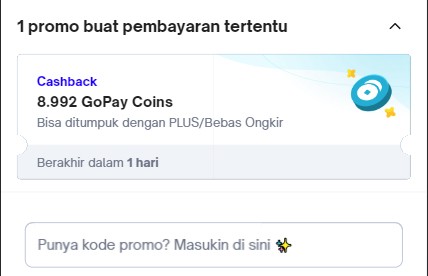 1 promo buat pembayaran tertentu
Cashback
8.992 GoPay Coins
Bisa ditumpuk dengan PLUS/Bebas Ongkir
Berakhir dalam 1 hari
Punya kode promo? Masukin di sini ✨